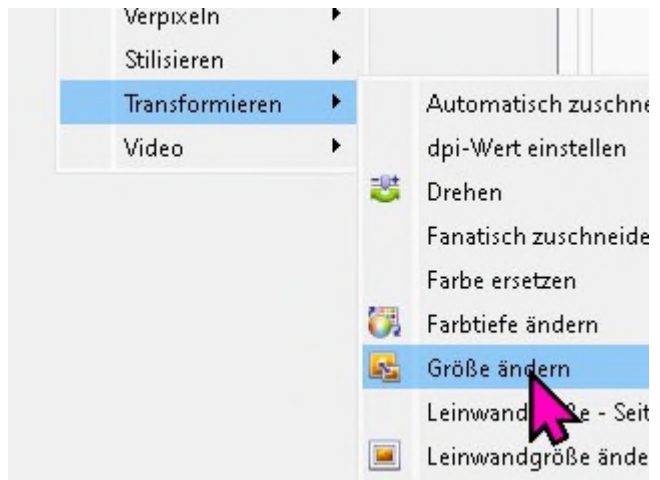 Verpixeln
Stilisieren
Transformieren
Video
Automatisch zuschne
dpi-Wert einstellen
Drehen
Fanatisch zuschneide
Farbe ersetzen
Farbtiefe ändern
Größe ändern
- Seit
Leinwandgröße ände